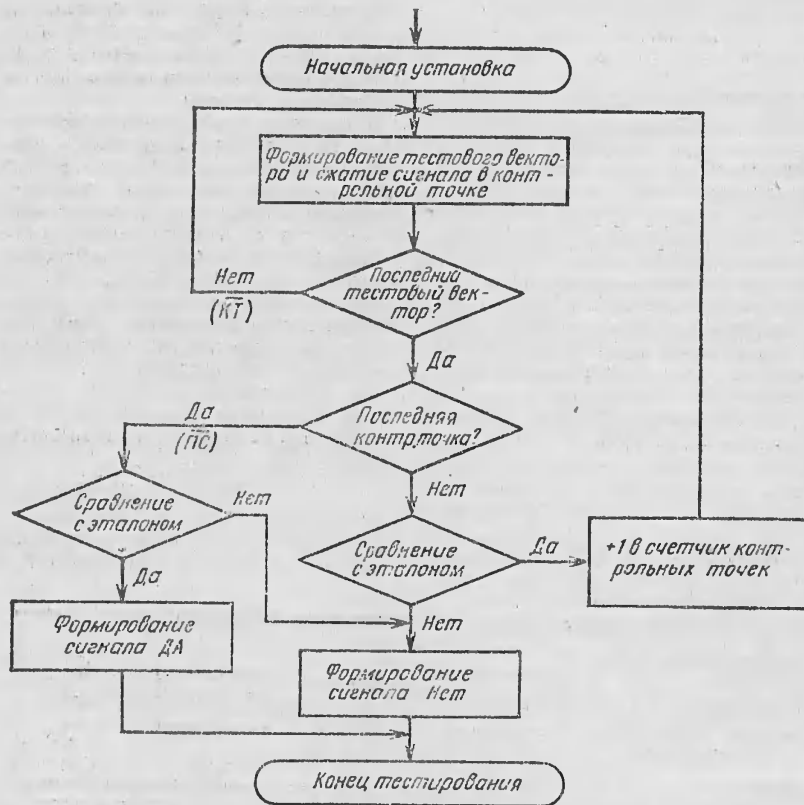 Начальная установка
Формирование тестового векто-
ра и сжатие сигнала в конт-
рольной точке
Нет
(K̅T̅)
Последний
тестовый век-
тор?
Да
Да
(П̅С̅)
Последняя
контр.точка?
Нет
Сравнение
с эталоном
Нет
Сравнение
с эталоном
Да
+1 в счетчик конт-
рольных точек
Да
Нет
Формирование
сигнала ДА
Формирование
сигнала Нет
Конец тестирования